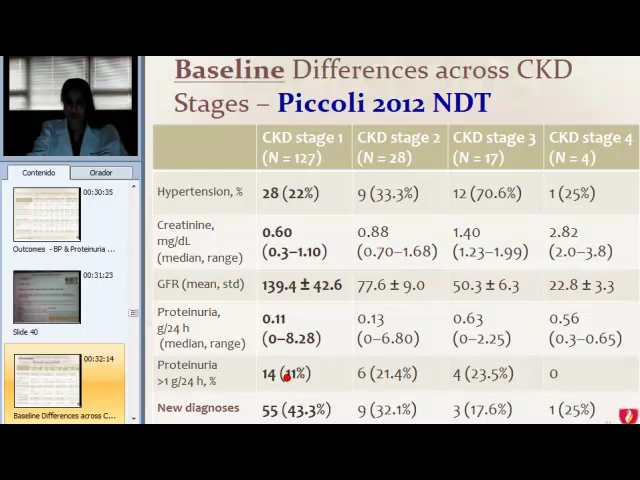 Baseline Differences across CKD
Stages – Piccoli 2012 NDT
CKD stage 1 CKD stage 2 CKD stage 3 CKD stage 4
(N = 127) (N = 28) (N = 17) (N = 4)
Hypertension, % 28 (22%) 9 (33.3%) 12 (70.6%) 1 (25%)
Creatinine, 0.60 0.88 1.40 2.82
mg/dL (0.3–1.10) (0.70–1.68) (1.23–1.99) (2.0–3.8)
(median, range)
GFR (mean, std) 139.4 ± 42.6 77.6 ± 9.0 50.3 ± 6.3 22.8 ± 3.3
Proteinuria, 0.11 0.13 0.63 0.56
g/24 h (0–8.28) (0–6.80) (0–2.25) (0.3–0.65)
(median, range)
Proteinuria 14 (11%) 6 (21.4%) 4 (23.5%) 0
>1 g/24 h, %
New diagnoses 55 (43.3%) 9 (32.1%) 3 (17.6%) 1 (25%)
Contenido Orador
00:30:35
Outcomes - BP & Proteinuria ...
00:31:23
NDT
Slide 40
00:32:14
Baseline Differences across C...